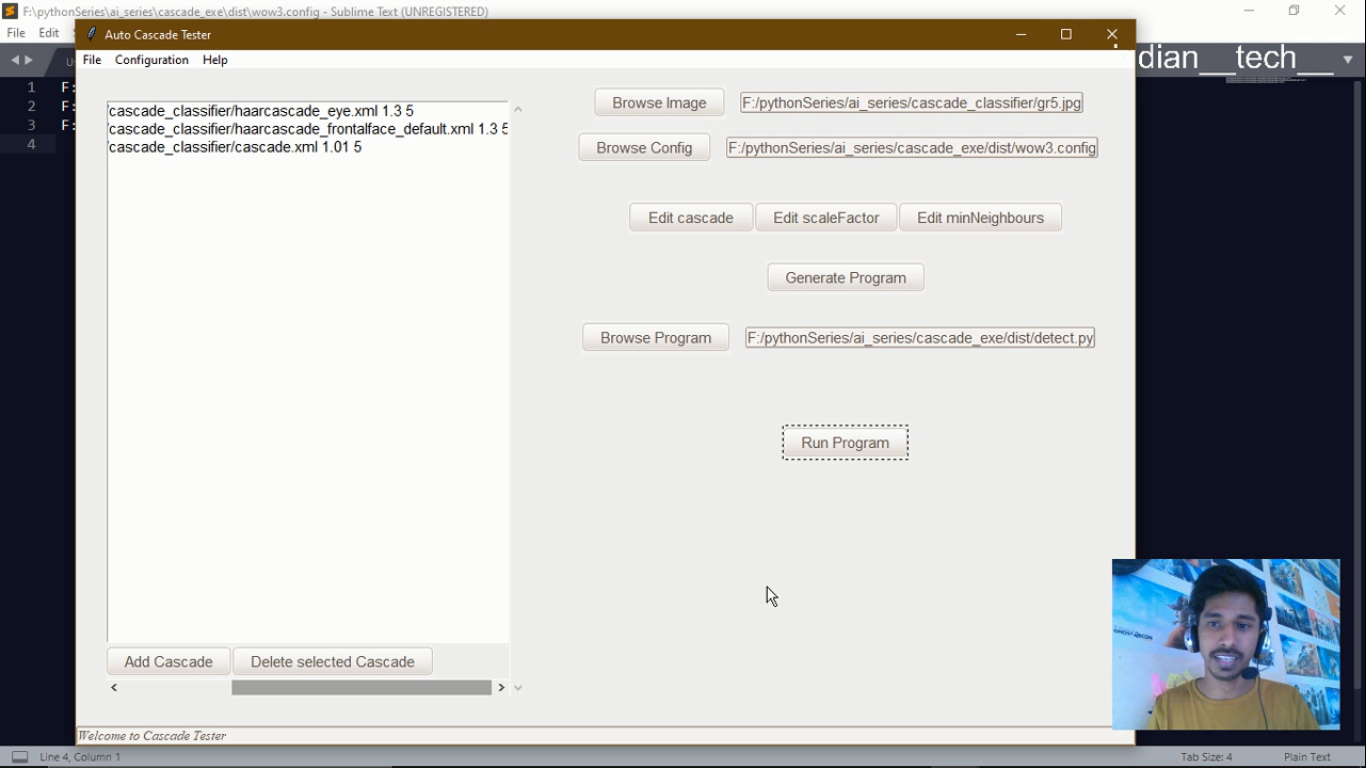 F:\pythonSeries\ai_series\cascade_exe\dist\wow3.config - Sublime Text (UNREGISTERED)
File Edit
Auto Cascade Tester
File Configuration Help
dian__tech__
1 F:
2 F:
3 F:
4
'cascade_classifier/haarcascade_eye.xml 1.3 5
'cascade_classifier/haarcascade_frontalface_default.xml 1.3 5
'cascade_classifier/cascade.xml 1.01 5
Browse Image F:/pythonSeries/ai_series/cascade_classifier/gr5.jpg
Browse Config F:/pythonSeries/ai_series/cascade_exe/dist/wow3.config
Edit cascade Edit scaleFactor Edit minNeighbours
Generate Program
Browse Program F:/pythonSeries/ai_series/cascade_exe/dist/detect.py
Run Program
Add Cascade Delete selected Cascade
Welcome to Cascade Tester
Line 4, Column 1 Tab Size: 4 Plain Text